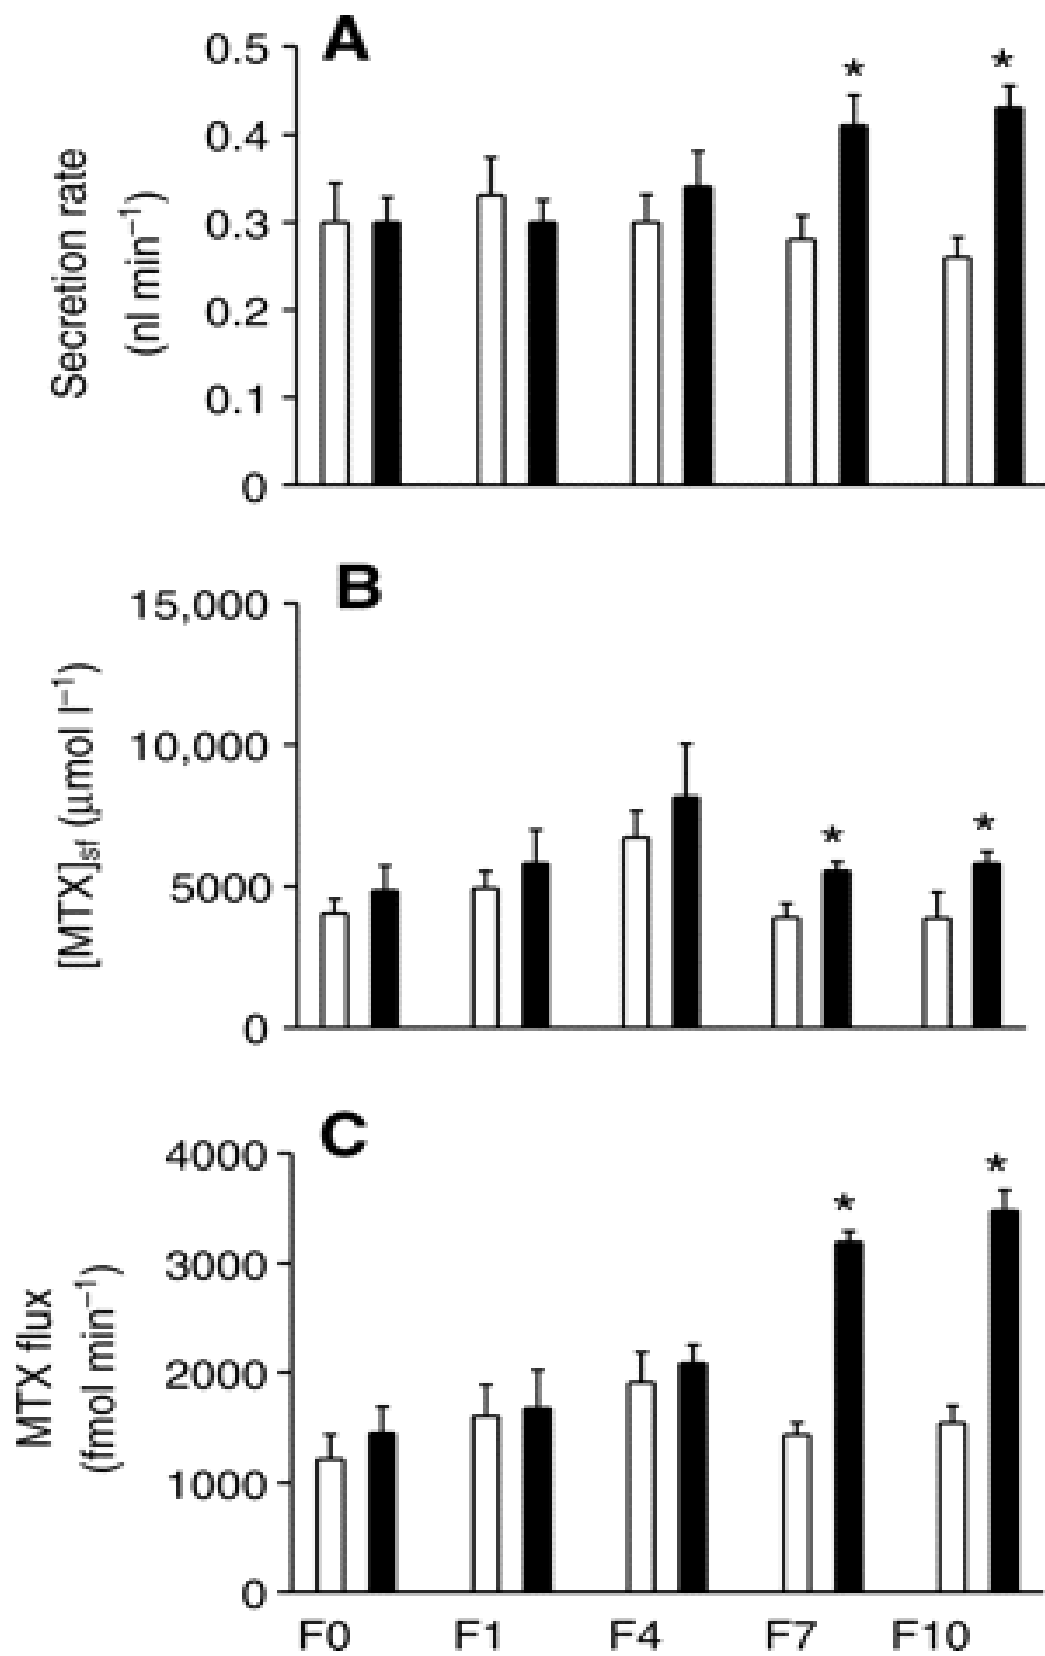 A
Secretion rate
(nl min⁻¹)
0.5
0.4
0.3
0.2
0.1
0
*
*
B
[MTX]sf (µmol l⁻¹)
15,000
10,000
5000
0
*
*
C
MTX flux
(fmol min⁻¹)
4000
3000
2000
1000
0
*
*
F0 F1 F4 F7 F10